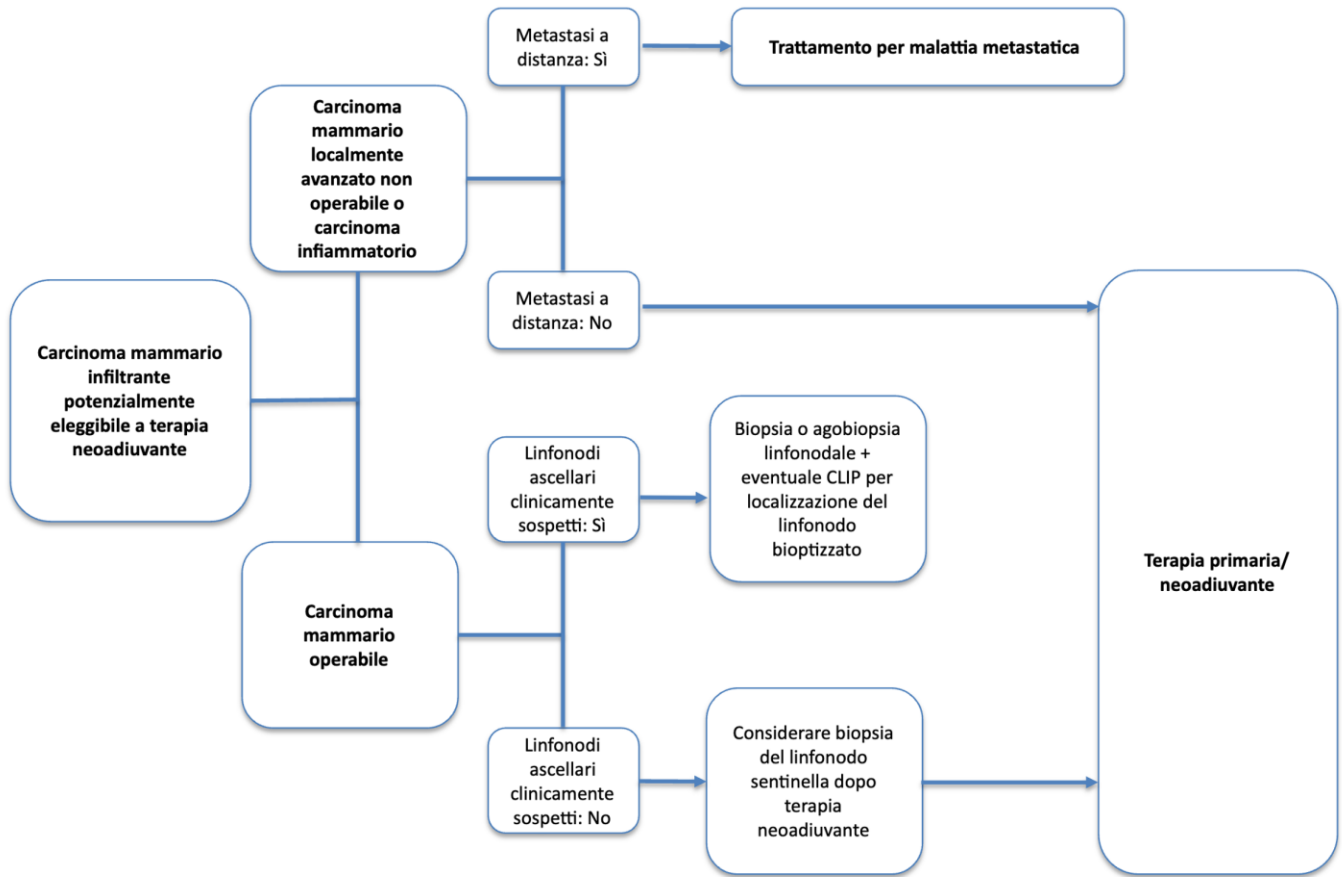 Carcinoma mammario
infiltrante
potenzialmente
eleggibile a terapia
neoadiuvante
Carcinoma
mammario
localmente
avanzato non
operabile o
carcinoma
infiammatorio
Metastasi a
distanza: Sì
Trattamento per malattia metastatica
Metastasi a
distanza: No
Carcinoma
mammario
operabile
Linfonodi
ascellari
clinicamente
sospetti: Sì
Biopsia o agobiopsia
linfonodale +
eventuale CLIP per
localizzazione del
linfonodo
bioptizzato
Linfonodi
ascellari
clinicamente
sospetti: No
Considerare biopsia
del linfonodo
sentinella dopo
terapia
neoadiuvante
Terapia primaria/
neoadiuvante